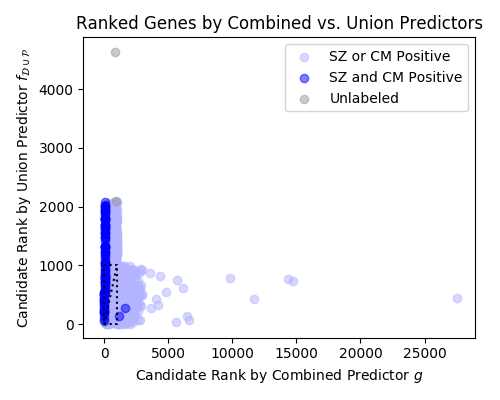 Ranked Genes by Combined vs. Union Predictors
SZ or CM Positive
SZ and CM Positive
Unlabeled
Candidate Rank by Union Predictor f_{D∪P}
4000
3000
2000
1000
0
0 5000 10000 15000 20000 25000
Candidate Rank by Combined Predictor g